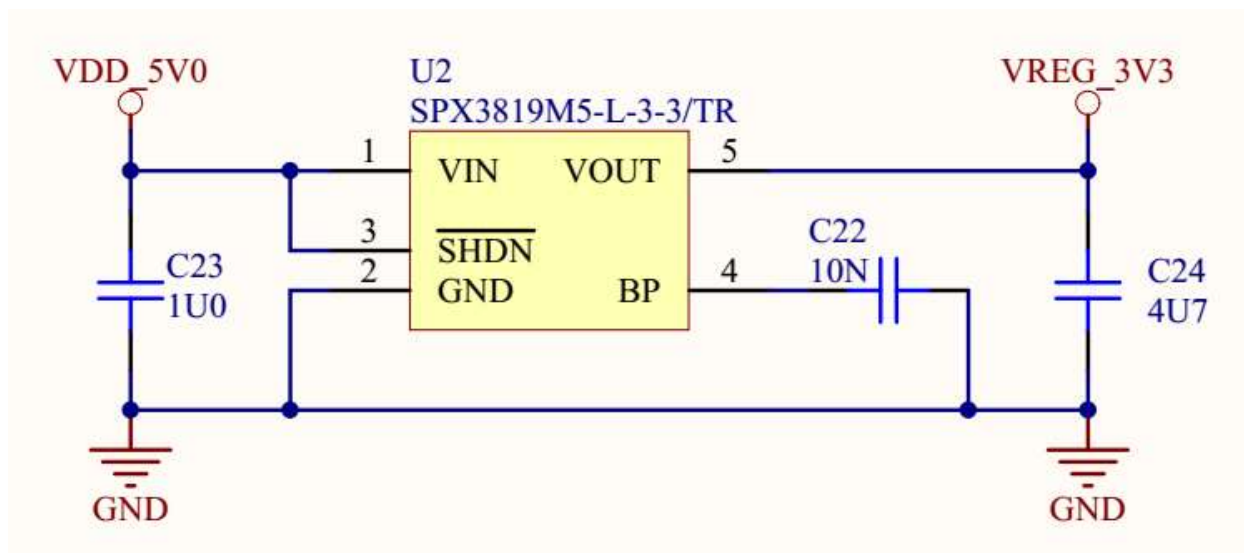 VDD_5V0
U2
VREG_3V3
SPX3819M5-L-3-3/TR
1
VIN
VOUT
5
3
SHDN
C22
C23
2
GND
BP
4
10N
C24
1U0
4U7
GND
GND